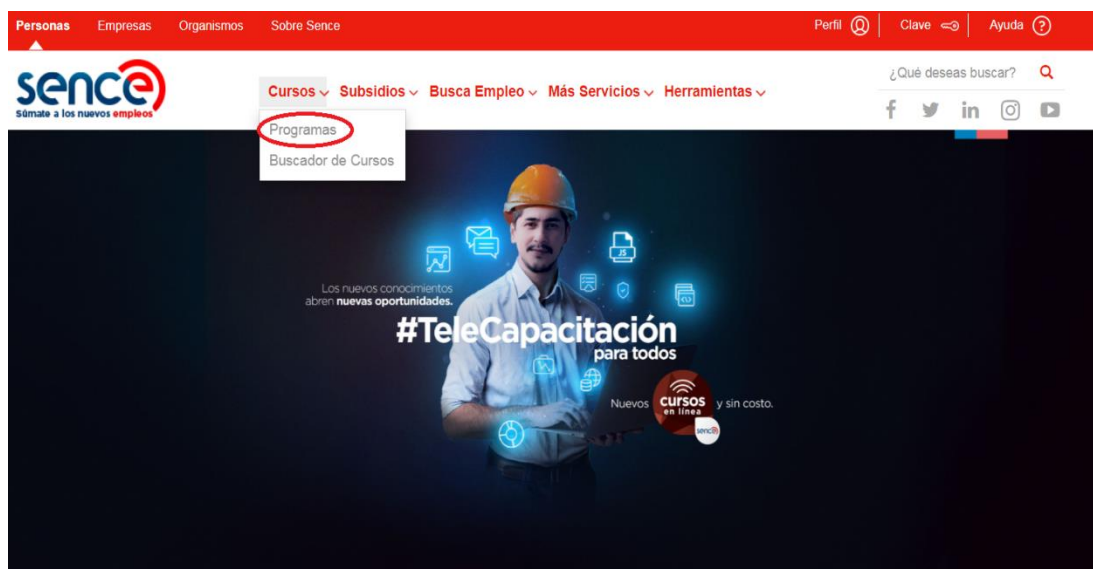 Personas Empresas Organismos Sobre Sence Perfil Clave Ayuda ?
sence
Súmate a los nuevos empleos
¿Qué deseas buscar?
Cursos Subsidios Busca Empleo Más Servicios Herramientas
f in
Programas
Buscador de Cursos
JS
Los nuevos conocimientos
abren nuevas oportunidades.
#TeleCapacitación
para todos
Nuevos cursos en línea y sin costo.
sence